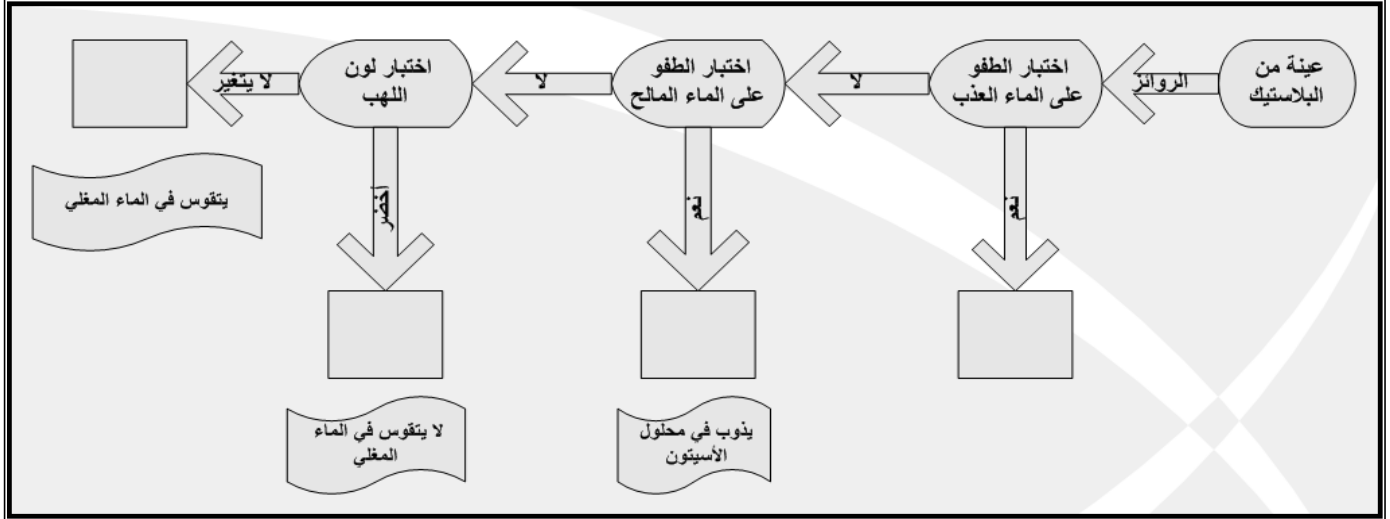 عينة من
البلاستيك
الروائز
اختبار الطفو
على الماء العذب
لا
اختبار الطفو
على الماء المالح
لا
اختبار لون
اللهب
لا يتغير
نعم
نعم
أخضر
يتقوس في الماء المغلي
يذوب في محلول
الأسيتون
لا يتقوس في الماء
المغلي